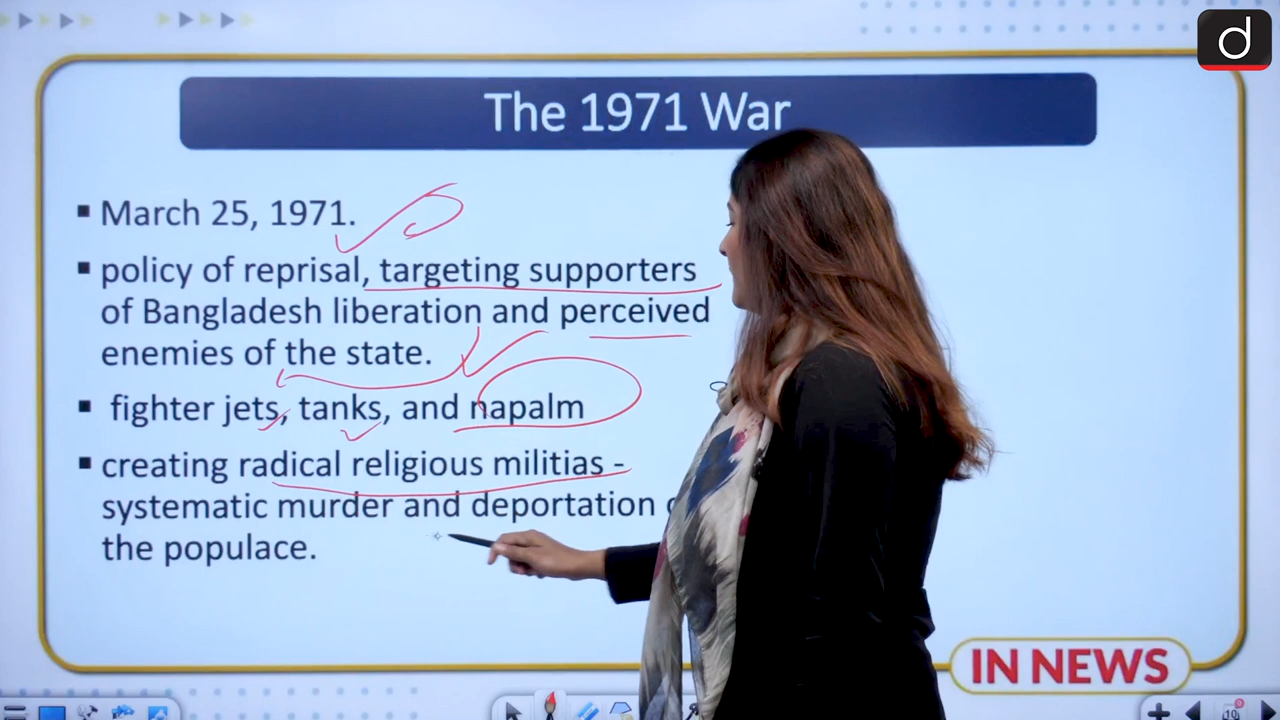 d
The 1971 War
▪ March 25, 1971.
▪ policy of reprisal, targeting supporters
of Bangladesh liberation and perceived
enemies of the state.
▪ fighter jets, tanks, and napalm
▪ creating radical religious militias -
systematic murder and deportation
the populace.
IN NEWS
10